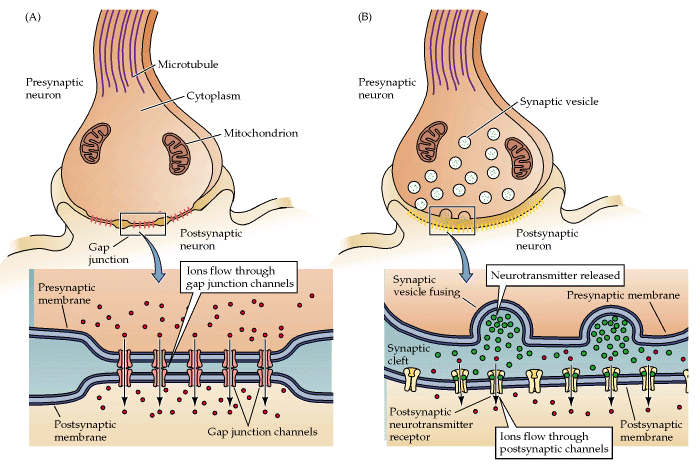 (A)
Presynaptic
neuron
Microtubule
Cytoplasm
Mitochondrion
Gap
junction
Postsynaptic
neuron
Ions flow through
gap junction channels
Presynaptic
membrane
Postsynaptic
membrane
Gap junction channels
(B)
Presynaptic
neuron
Synaptic vesicle
Postsynaptic
neuron
Synaptic
vesicle fusing
Neurotransmitter released
Presynaptic membrane
Synaptic
cleft
Postsynaptic
neurotransmitter
receptor
Ions flow through
postsynaptic channels
Postsynaptic
membrane